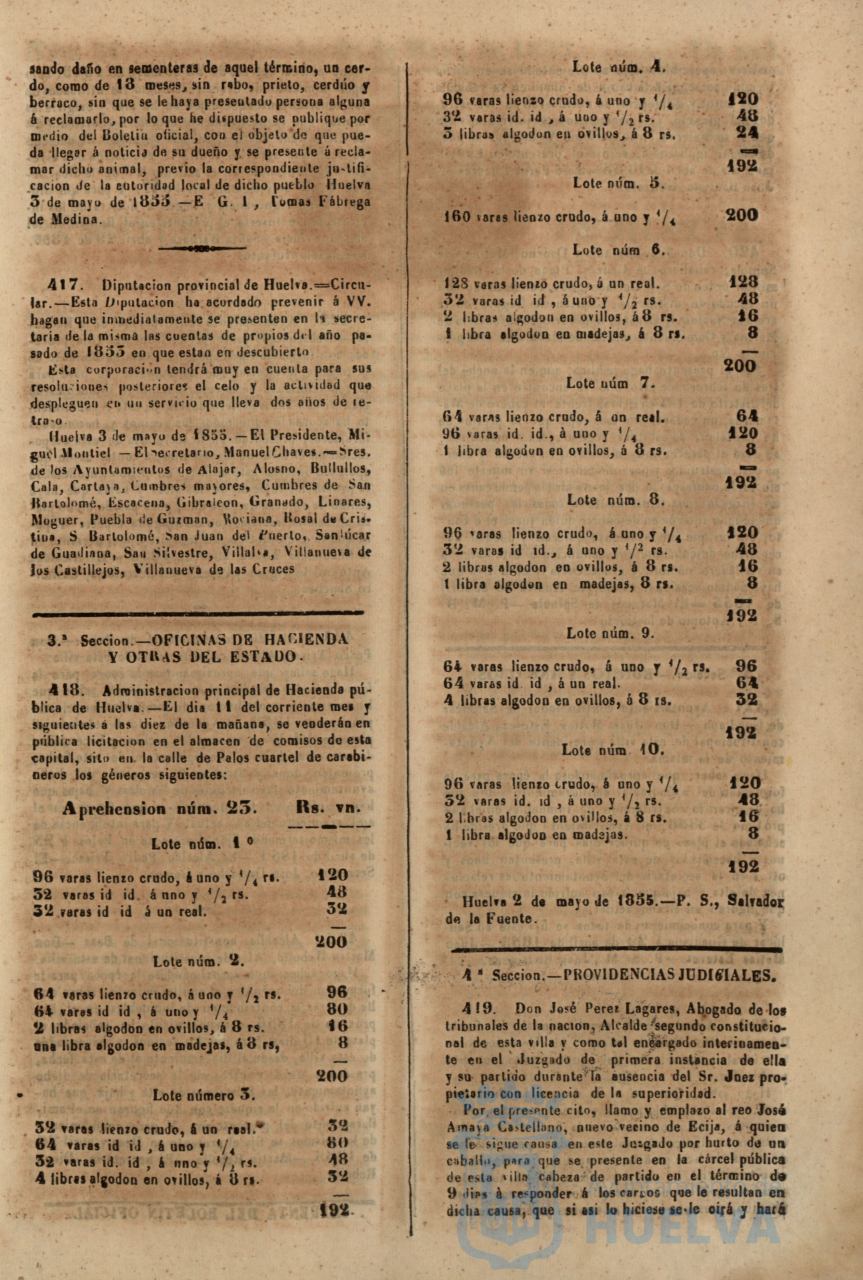 sando daño en sementeras de aquel término, un cer-
do, como de 18 meses, sin rabo, prieto, cerdúo y
berraco, sin que se le haya presentado persona alguna
á reclamarlo, por lo que he dispuesto se publique por
medio del Boletin oficial, con el objeto de que pue-
da llegar á noticia de su dueño y se presente á recla-
mar dicho animal, previo la correspondiente justifi-
cacion de la autoridad local de dicho pueblo Huelva
3 de mayo de 1855 —E G. I , Tomas Fábrega
de Medina.
417. Diputacion provincial de Huelva.=Circu-
lar.—Esta Diputacion ha acordado prevenir á VV.
hagan que inmediatamente se presenten en la secre-
taria de la misma las cuentas de propios del año pa-
sado de 1853 en que estan en descubierto
Esta corporacion tendrá muy en cuenta para sus
resoluciones posteriores el celo y la actividad que
desplieguen en un servicio que lleva dos años de re-
traso
Huelva 3 de mayo de 1855.—El Presidente, Mi-
guel Montiel —El secretario, Manuel Chaves.=Sres.
de los Ayuntamientos de Alajar, Alosno, Bullullos,
Cala, Cartaya, Cumbres mayores, Cumbres de San
Bartolomé, Escacena, Gibraleon, Granado, Linares,
Moguer, Puebla de Guzman, Rociana, Rosal de Cris-
tina, S. Bartolomé, San Juan del Puerto, Sanlúcar
de Guadiana, San Silvestre, Villalva, Villanueva de
los Castillejos, Villanueva de las Cruces
3.ª Seccion.—OFICINAS DE HACIENDA
Y OTRAS DEL ESTADO.
418. Administracion principal de Hacienda pú-
blica de Huelva.—El dia 11 del corriente mes y
siguientes á las diez de la mañana, se venderán en
pública licitacion en el almacen de comisos de esta
capital, sito en la calle de Palos cuartel de carabi-
neros los géneros siguientes:
Aprehension núm. 23. Rs. vn.
Lote núm. 1º
96 varas lienzo crudo, á uno y 1/4 rs. 120
32 varas id id. á uno y 1/2 rs. 48
32 varas id id á un real. 32
200
Lote núm. 2.
64 varas lienzo crudo, á uno y 1/2 rs. 96
64 varas id id , á uno y 1/4 80
2 libras algodon en ovillos, á 8 rs. 16
una libra algodon en madejas, á 8 rs, 8
200
Lote número 3.
32 varas lienzo crudo, á un real. 32
64 varas id id , á uno y 1/4 80
32 varas id. id , á uno y 1/2 rs. 48
4 libras algodon en ovillos, á 8 rs. 32
192
Lote núm. 4.
96 varas lienzo crudo, á uno y 1/4 120
32 varas id. id , á uno y 1/2 rs. 48
3 libras algodon en ovillos, á 8 rs. 24
192
Lote núm. 5.
160 varas lienzo crudo, á uno y 1/4 200
Lote núm 6.
128 varas lienzo crudo, á un real. 128
32 varas id id , á uno y 1/2 rs. 48
2 libras algodon en ovillos, á 8 rs. 16
1 libra algodon en madejas, á 8 rs. 8
200
Lote núm 7.
64 varas lienzo crudo, á un real. 64
96 varas id. id., à uno y 1/4 120
1 libra algodon en ovillos, á 8 rs. 8
192
Lote núm. 8.
96 varas lienzo crudo, á uno y 1/4 120
32 varas id id., á uno y 1/2 rs. 48
2 libras algodon en ovillos, á 8 rs. 16
1 libra algodon en madejas, 8 rs. 8
192
Lote núm. 9.
64 varas lienzo crudo, á uno y 1/2 rs. 96
64 varas id id , á un real. 64
4 libras algodon en ovillos, á 8 rs. 32
192
Lote núm 10.
96 varas lienzo crudo, á uno y 1/4 120
32 varas id. id , á uno y 1/2 rs. 48
2 libras algodon en ovillos, á 8 rs. 16
1 libra algodon en madejas. 8
192
Huelva 2 de mayo de 1855.—P. S., Salvador
de la Fuente.
4ª Seccion.—PROVIDENCIAS JUDICIALES.
419. Don José Perez Lagares, Abogado de los
tribunales de la nacion, Alcalde segundo constitucio-
nal de esta villa y como tal encargado interinamen-
te en el Juzgado de primera instancia de ella
y su partido durante la ausencia del Sr. Juez pro-
pietario con licencia de la superioridad.
Por el presente cito, llamo y emplazo al reo José
Amaya Castellano, nuevo vecino de Ecija, á quien
se le sigue causa en este Juzgado por hurto de un
caballo, para que se presente en la cárcel pública
de esta villa cabeza de partido en el término de
9 dias à responder á los cargos que le resultan en
dicha causa, que si asi lo hiciese se le oirá y hará
HUELVA